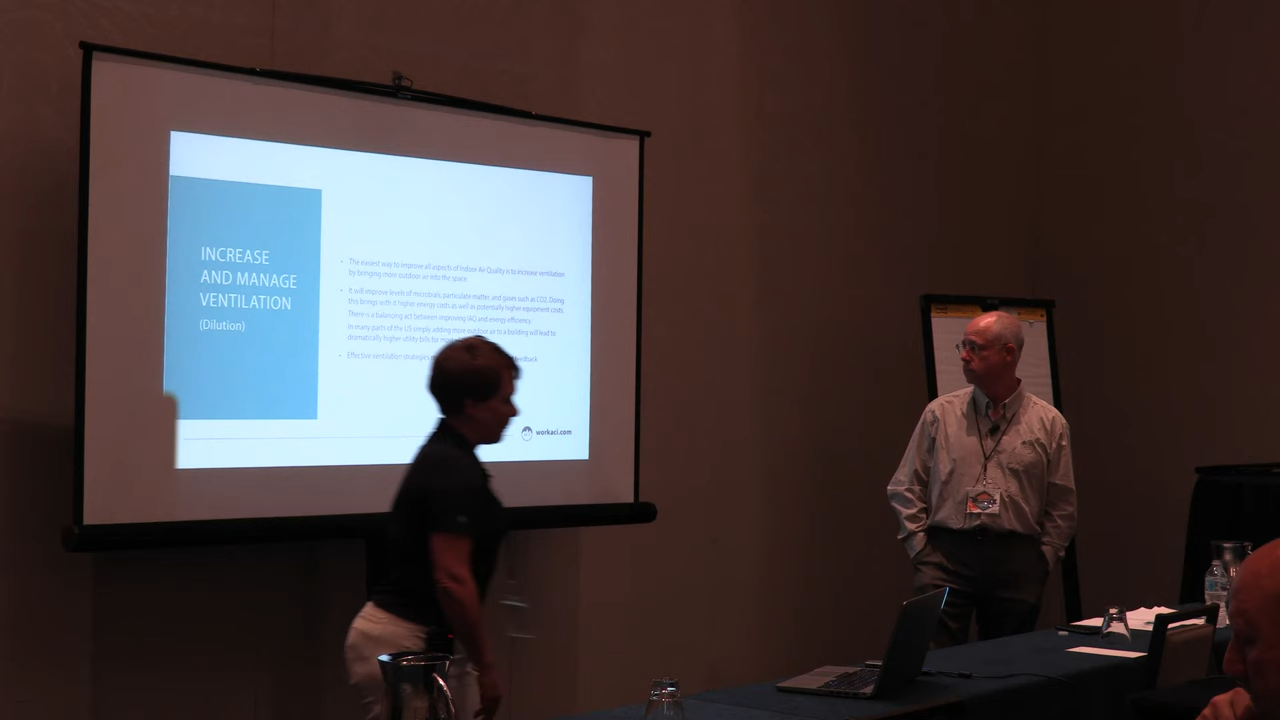 INCREASE
AND MANAGE
VENTILATION
(Dilution)
• The easiest way to improve all aspects of Indoor Air Quality is to increase ventilation
by bringing more outdoor air into the space.
• It will improve levels of microbials, particulate matter, and gases such as CO2. Doing
this brings with it higher energy costs as well as potentially higher equipment costs.
There is a balancing act between improving IAQ and energy efficiency.
In many parts of the US simply adding more outdoor air to a building will lead to
dramatically higher utility bills for
• Effective ventilation strategies feedback
workaci.com